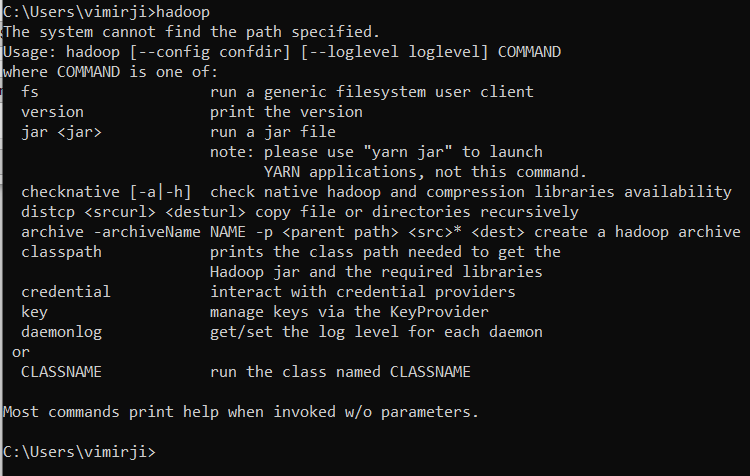 C:\Users\vimirji>hadoop
The system cannot find the path specified.
Usage: hadoop [--config confdir] [--loglevel loglevel] COMMAND
where COMMAND is one of:
  fs                   run a generic filesystem user client
  version              print the version
  jar <jar>            run a jar file
                       note: please use "yarn jar" to launch
                             YARN applications, not this command.
  checknative [-a|-h]  check native hadoop and compression libraries availability
  distcp <srcurl> <desturl> copy file or directories recursively
  archive -archiveName NAME -p <parent path> <src>* <dest> create a hadoop archive
  classpath            prints the class path needed to get the
                       Hadoop jar and the required libraries
  credential           interact with credential providers
  key                  manage keys via the KeyProvider
  daemonlog            get/set the log level for each daemon
 or
  CLASSNAME            run the class named CLASSNAME

Most commands print help when invoked w/o parameters.

C:\Users\vimirji>